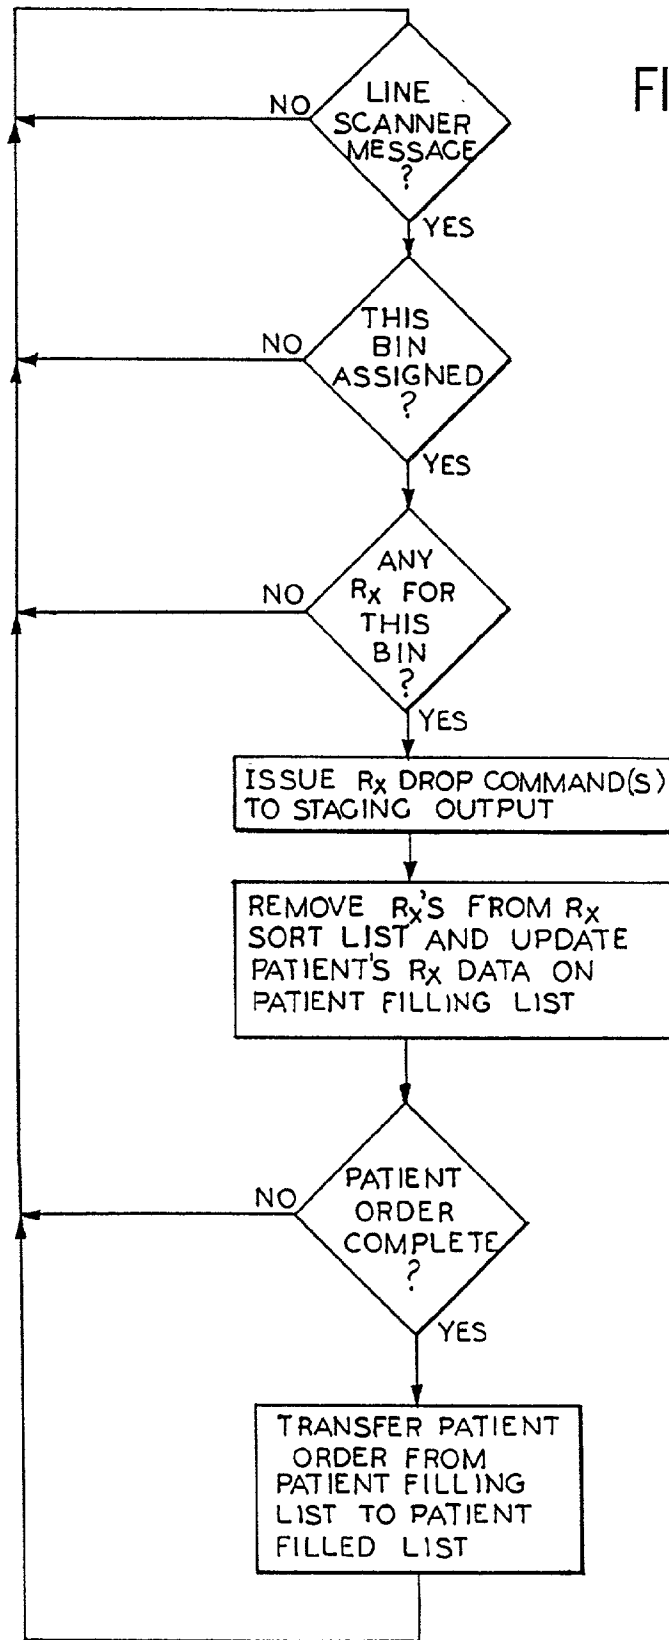 FI
NO
LINE
SCANNER
MESSAGE
?
YES
NO
THIS
BIN
ASSIGNED
?
YES
NO
ANY
Rx FOR
THIS
BIN
?
YES
ISSUE Rx DROP COMMAND(S)
TO STAGING OUTPUT
REMOVE Rx'S FROM Rx
SORT LIST AND UPDATE
PATIENT'S Rx DATA ON
PATIENT FILLING LIST
NO
PATIENT
ORDER
COMPLETE
?
YES
TRANSFER PATIENT
ORDER FROM
PATIENT FILLING
LIST TO PATIENT
FILLED LIST